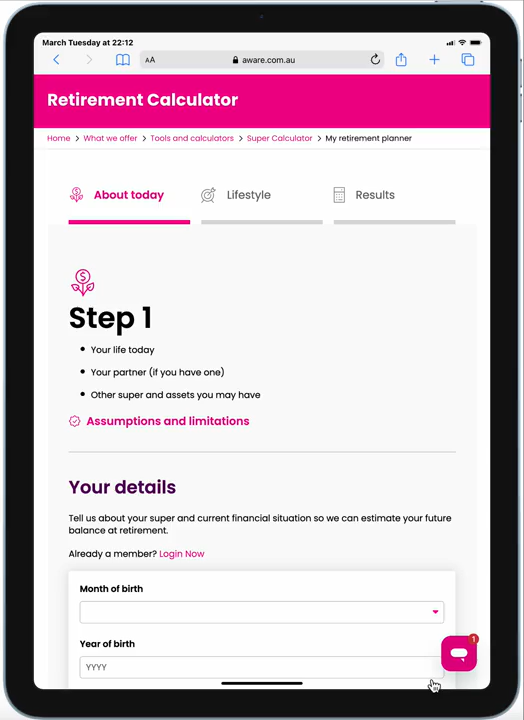 March Tuesday at 22:12
AA
aware.com.au
Retirement Calculator
Home > What we offer > Tools and calculators > Super Calculator > My retirement planner
About today
Lifestyle
Results
Step 1
• Your life today
• Your partner (if you have one)
• Other super and assets you may have
Assumptions and limitations
Your details
Tell us about your super and current financial situation so we can estimate your future
balance at retirement.
Already a member? Login Now
Month of birth
Year of birth
YYYY
1